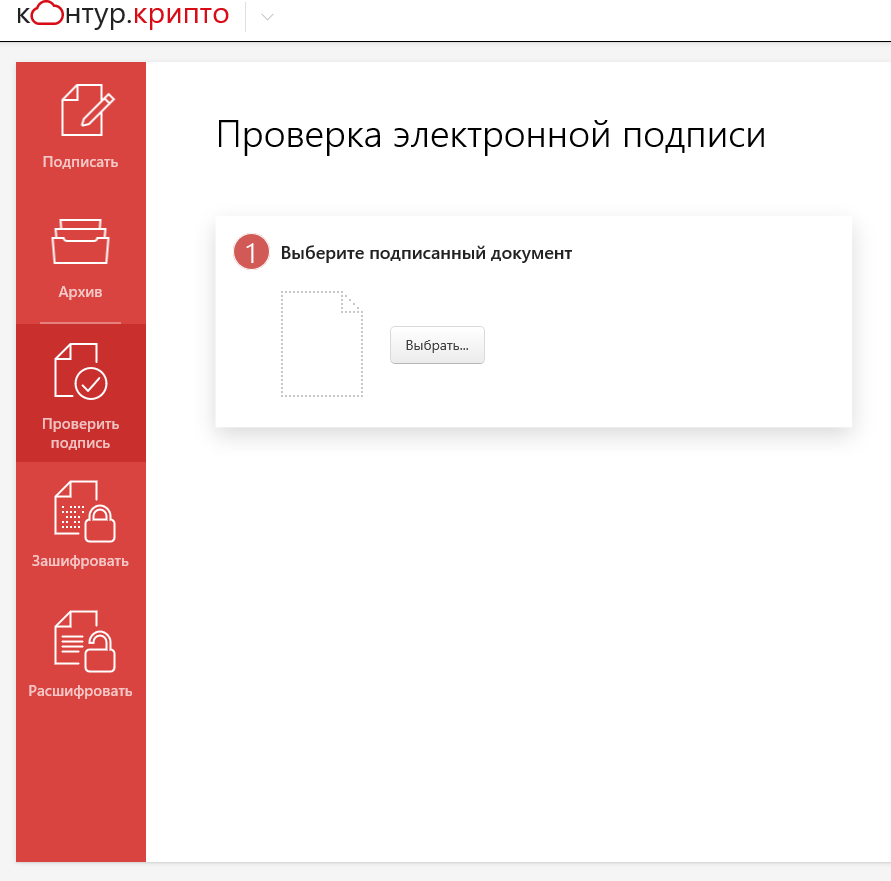 контур.крипто
Подписать
Архив
Проверить
подпись
Зашифровать
Расшифровать
Проверка электронной подписи
1 Выберите подписанный документ
Выбрать...